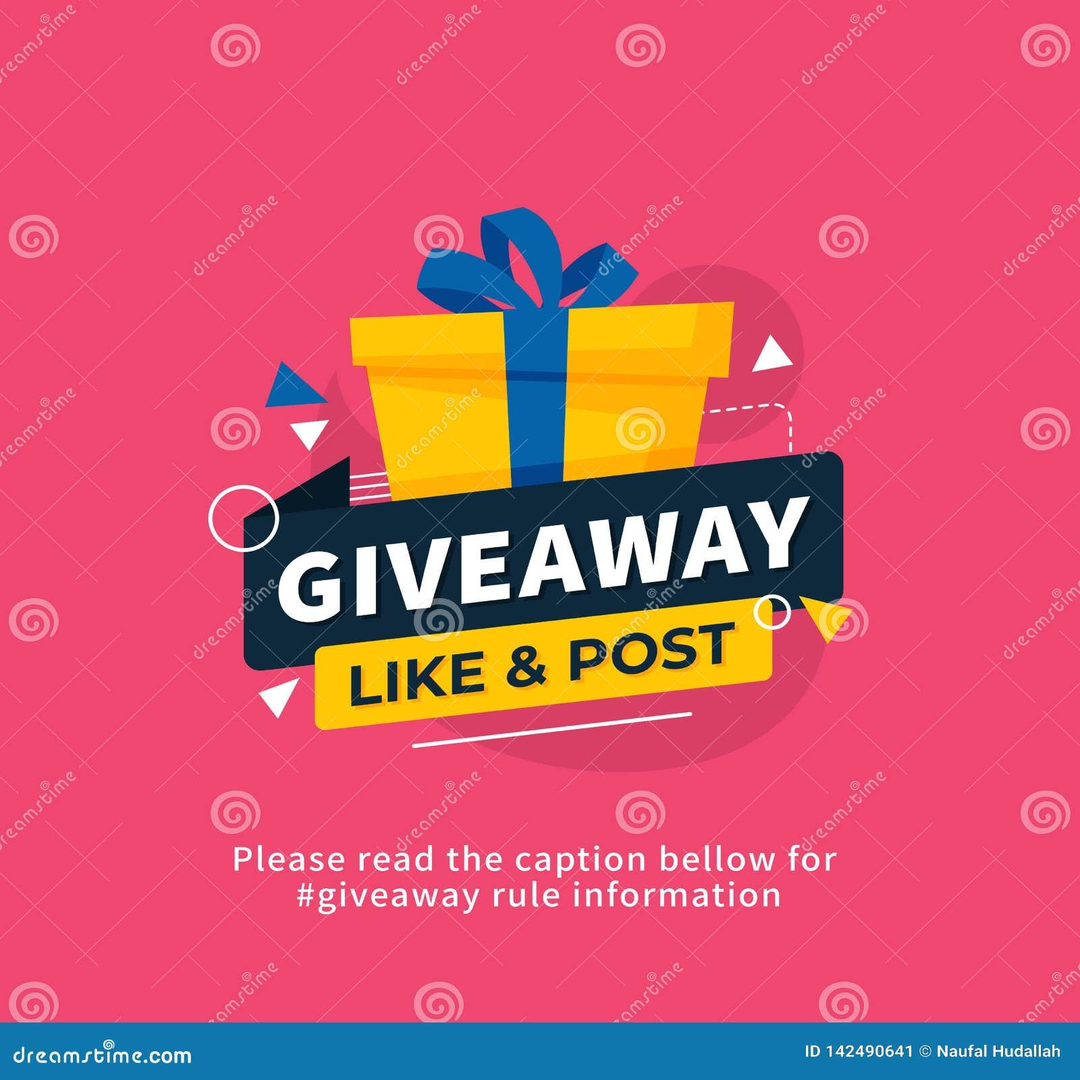 GIVEAWAY
LIKE & POST
Please read the caption bellow for
#giveaway rule information
dreamstime.com
ID 142490641 © Naufal Hudallah